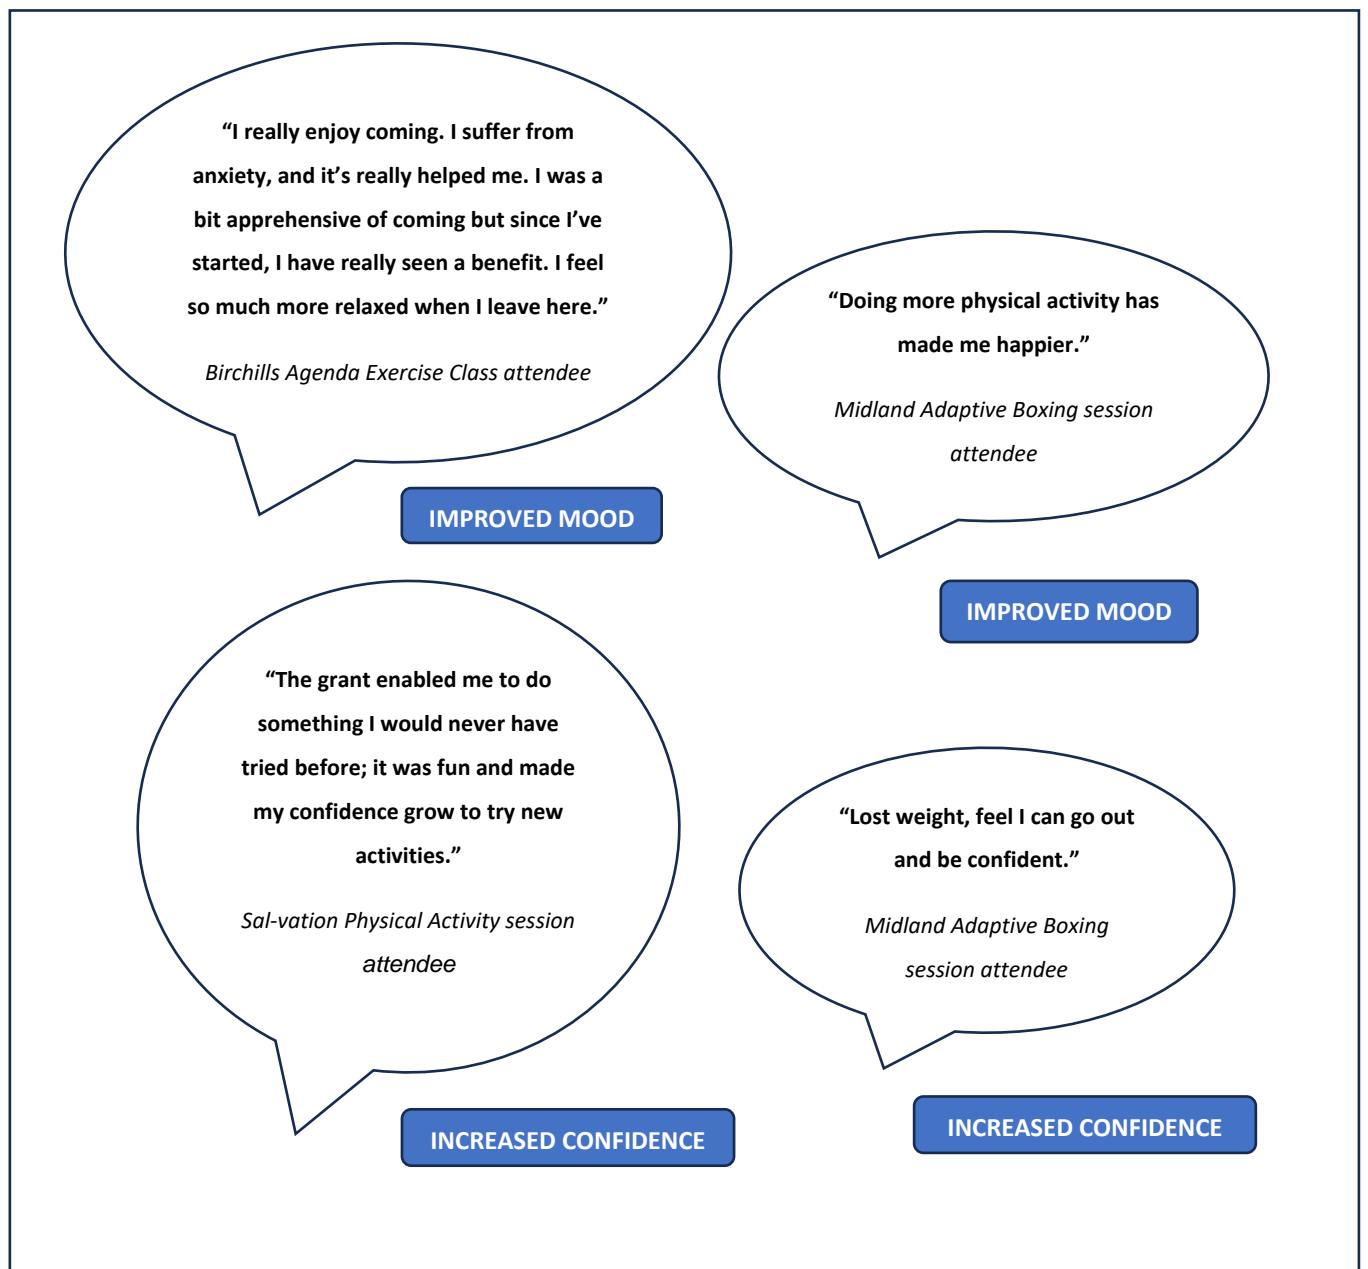 “I really enjoy coming. I suffer from
anxiety, and it’s really helped me. I was a
bit apprehensive of coming but since I’ve
started, I have really seen a benefit. I feel
so much more relaxed when I leave here.”
Birchills Agenda Exercise Class attendee
IMPROVED MOOD
“Doing more physical activity has
made me happier.”
Midland Adaptive Boxing session
attendee
IMPROVED MOOD
“The grant enabled me to do
something I would never have
tried before; it was fun and made
my confidence grow to try new
activities.”
Sal-vation Physical Activity session
attendee
INCREASED CONFIDENCE
“Lost weight, feel I can go out
and be confident.”
Midland Adaptive Boxing
session attendee
INCREASED CONFIDENCE